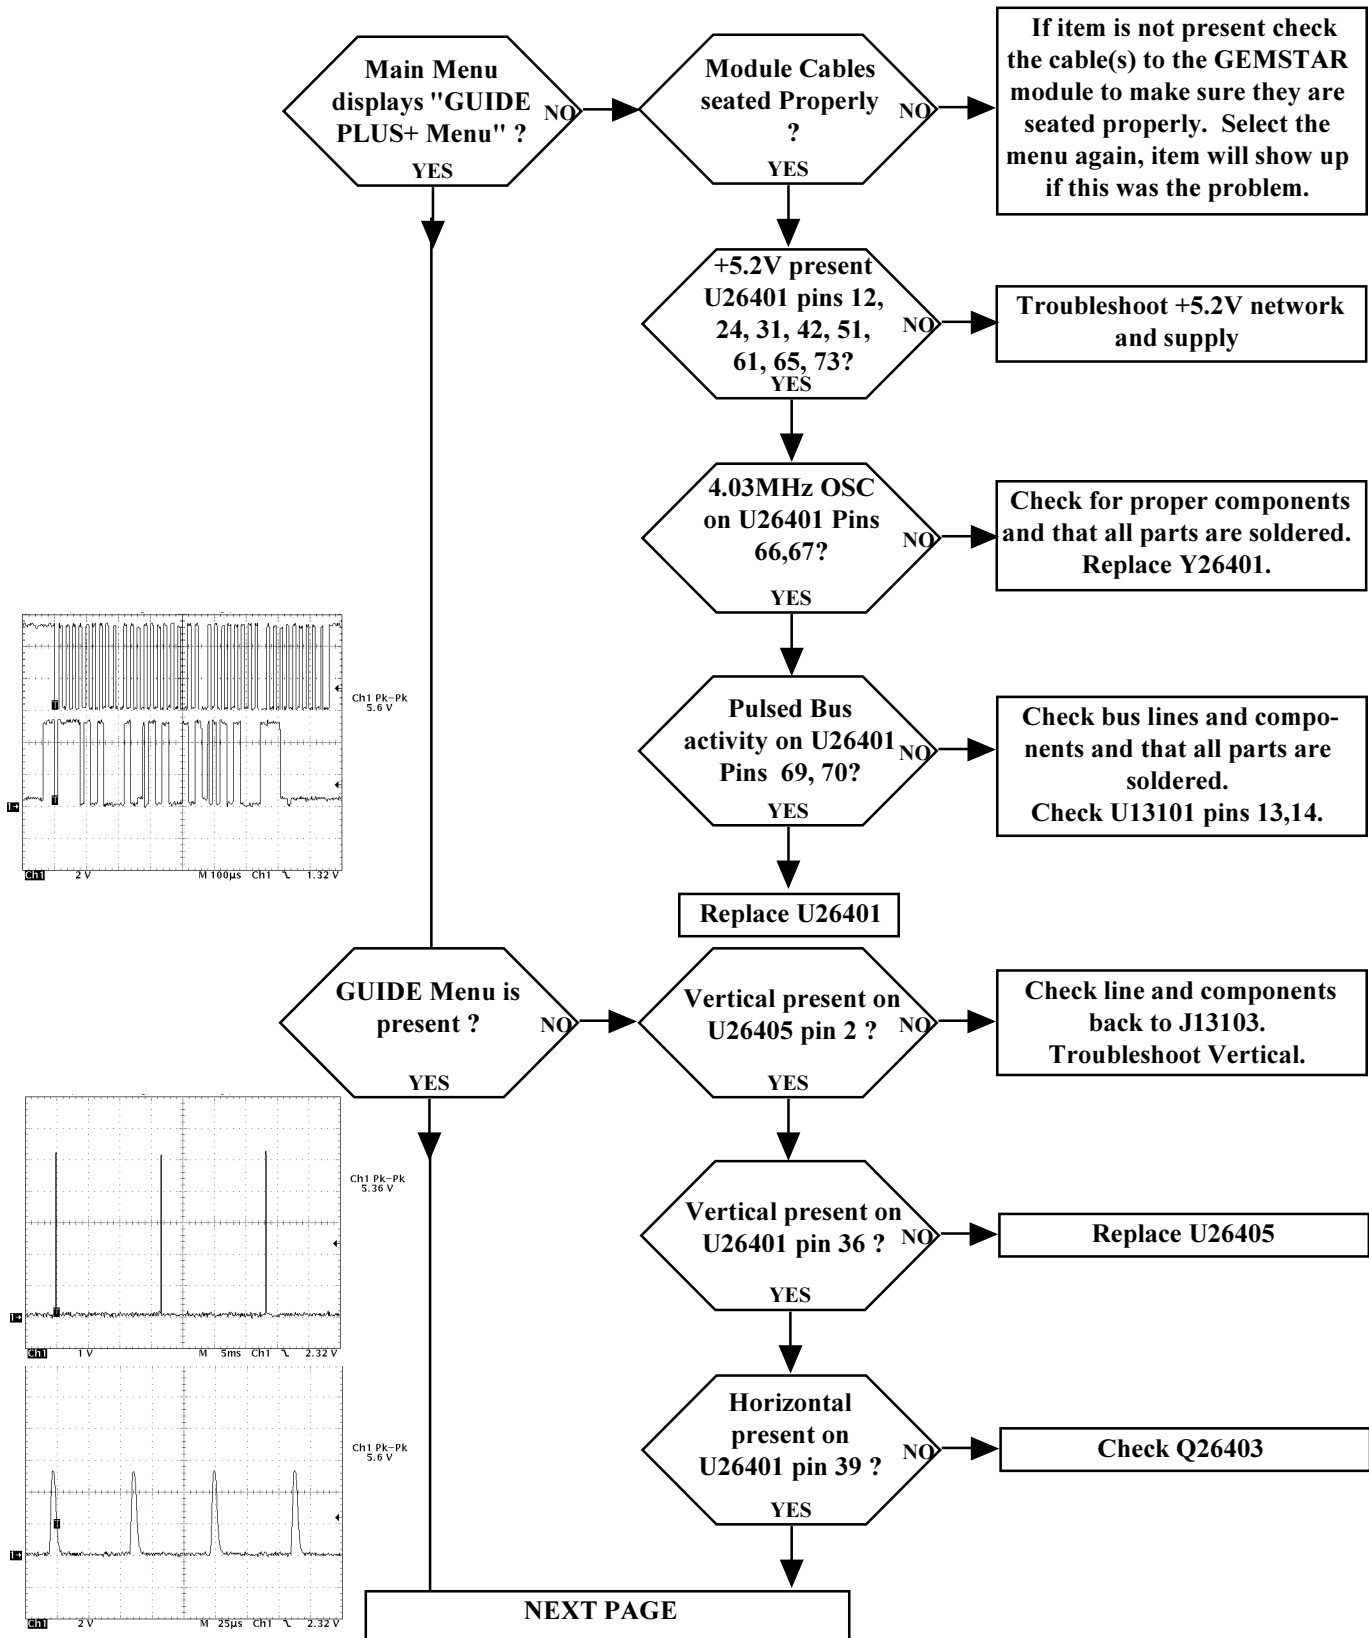 Main Menu
displays "GUIDE
PLUS+ Menu" ?
NO
YES
Module Cables
seated Properly
?
NO
YES
If item is not present check
the cable(s) to the GEMSTAR
module to make sure they are
seated properly. Select the
menu again, item will show up
if this was the problem.
+5.2V present
U26401 pins 12,
24, 31, 42, 51,
61, 65, 73?
NO
YES
Troubleshoot +5.2V network
and supply
4.03MHz OSC
on U26401 Pins
66,67?
NO
YES
Check for proper components
and that all parts are soldered.
Replace Y26401.
Ch1 Pk-Pk
5.6 V
T
T
1
Ch1 2 V M 100µs Ch1 1.32 V
Pulsed Bus
activity on U26401
Pins 69, 70?
NO
YES
Check bus lines and compo-
nents and that all parts are
soldered.
Check U13101 pins 13,14.
Replace U26401
GUIDE Menu is
present ?
NO
YES
Vertical present on
U26405 pin 2 ?
NO
YES
Check line and components
back to J13103.
Troubleshoot Vertical.
Ch1 Pk-Pk
5.36 V
T
1
Ch1 1 V M 5ms Ch1 2.32 V
Vertical present on
U26401 pin 36 ?
NO
YES
Replace U26405
Ch1 Pk-Pk
5.6 V
T
1
Ch1 2 V M 25µs Ch1 2.32 V
Horizontal
present on
U26401 pin 39 ?
NO
YES
Check Q26403
NEXT PAGE